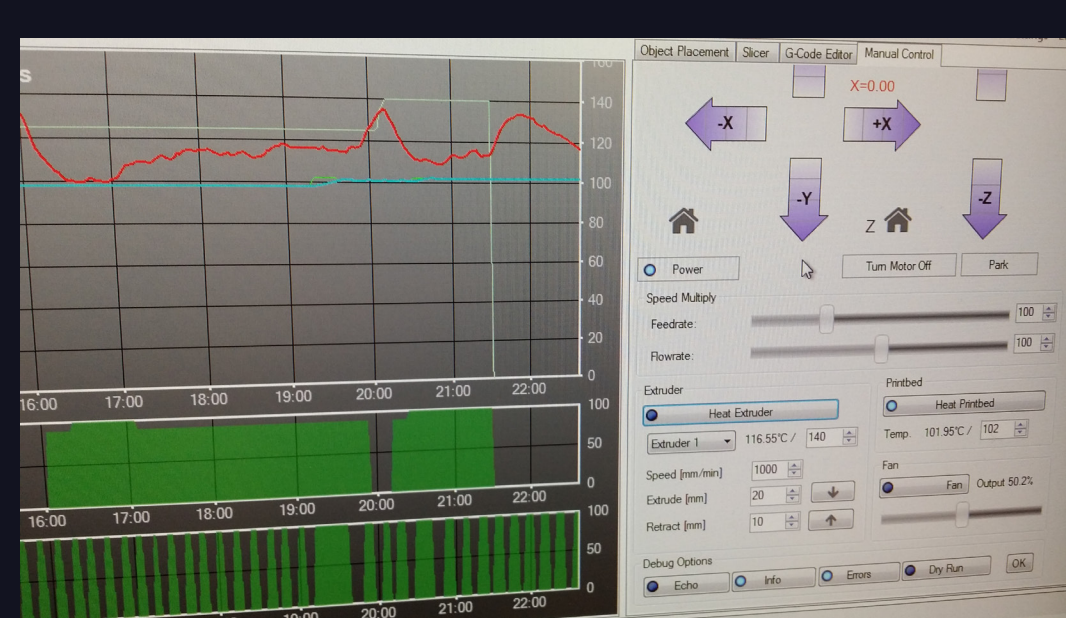 s
100
140
120
100
80
60
40
20
0
16:00 17:00 18:00 19:00 20:00 21:00 22:00
100
50
0
16:00 17:00 18:00 19:00 20:00 21:00 22:00
100
50
0
20:00 21:00 22:00
Object Placement Slicer G-Code Editor Manual Control
X=0.00
-X +X
-Y -Z
Z
Power Turn Motor Off Park
Speed Multiply
Feedrate: 100
Flowrate: 100
Extruder
Heat Extruder
Extruder 1 116.55°C / 140
Speed [mm/min] 1000
Extrude [mm] 20
Retract [mm] 10
Printbed
Heat Printbed
Temp. 101.95°C / 102
Fan
Fan Output 50.2%
Debug Options
Echo Info Errors Dry Run OK